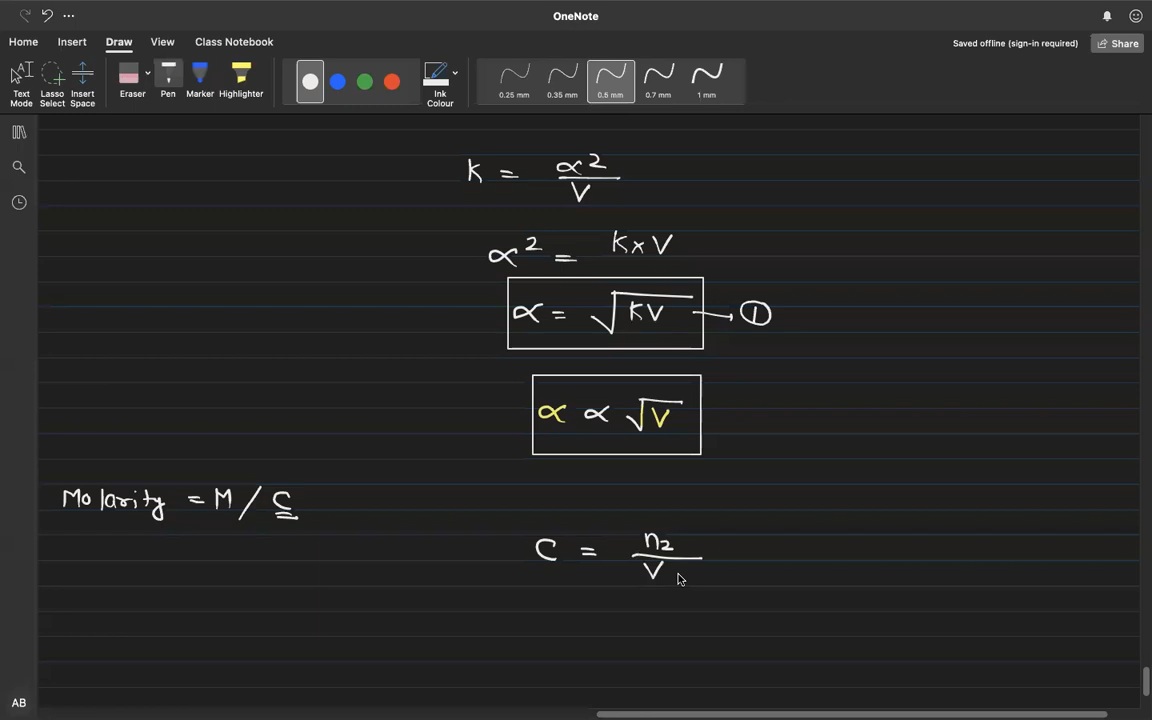 OneNote
Home Insert Draw View Class Notebook
Saved offline (sign-in required) Share
Text Mode
Lasso Select
Insert Space
Eraser
Pen
Marker
Highlighter
Ink Colour
0.25 mm 0.35 mm 0.5 mm 0.7 mm 1 mm
K = ∝² / V
∝² = K × V
∝ = √KV → ①
∝ ∝ √V
Molarity = M / C
C = n₂ / V
AB